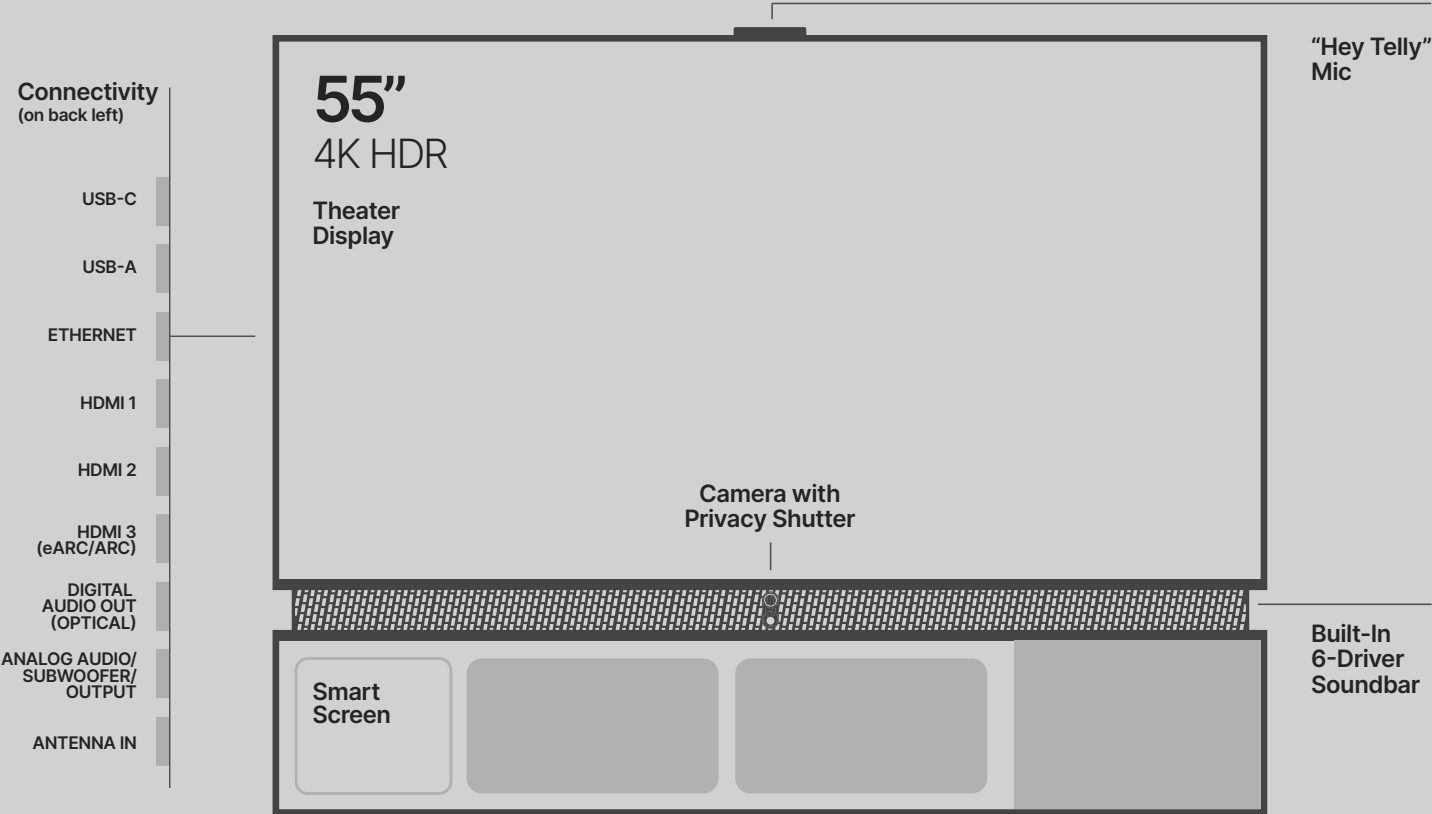 “Hey Telly”
Mic
Connectivity
(on back left)
USB-C
USB-A
ETHERNET
HDMI 1
HDMI 2
HDMI 3
(eARC/ARC)
DIGITAL
AUDIO OUT
(OPTICAL)
ANALOG AUDIO/
SUBWOOFER/
OUTPUT
ANTENNA IN
55”
4K HDR
Theater
Display
Camera with
Privacy Shutter
Smart
Screen
Built-In
6-Driver
Soundbar